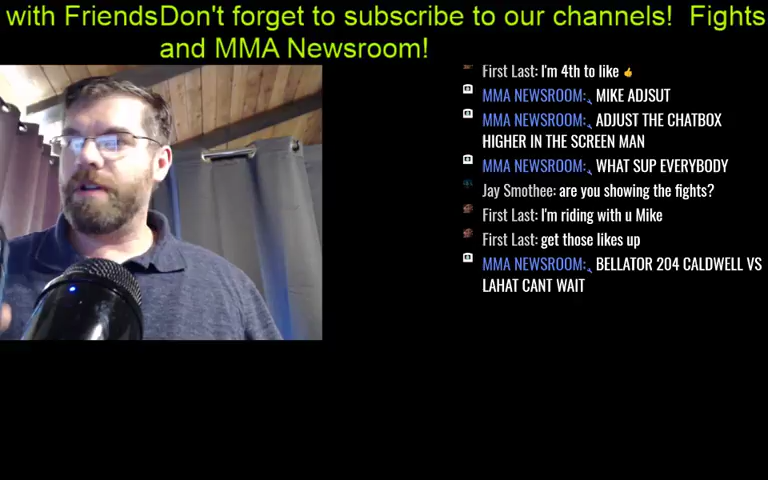 with FriendsDon't forget to subscribe to our channels!  Fights
and MMA Newsroom!
First Last: I'm 4th to like 👍
MMA NEWSROOM: MIKE ADJSUT
MMA NEWSROOM: ADJUST THE CHATBOX
HIGHER IN THE SCREEN MAN
MMA NEWSROOM: WHAT SUP EVERYBODY
Jay Smothee: are you showing the fights?
First Last: I'm riding with u Mike
First Last: get those likes up
MMA NEWSROOM: BELLATOR 204 CALDWELL VS
LAHAT CANT WAIT